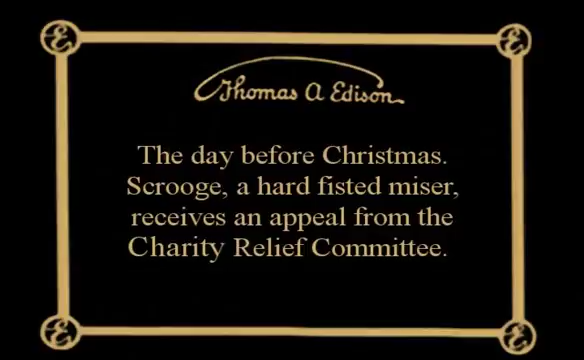 Thomas A Edison
The day before Christmas.
Scrooge, a hard fisted miser,
receives an appeal from the
Charity Relief Committee.